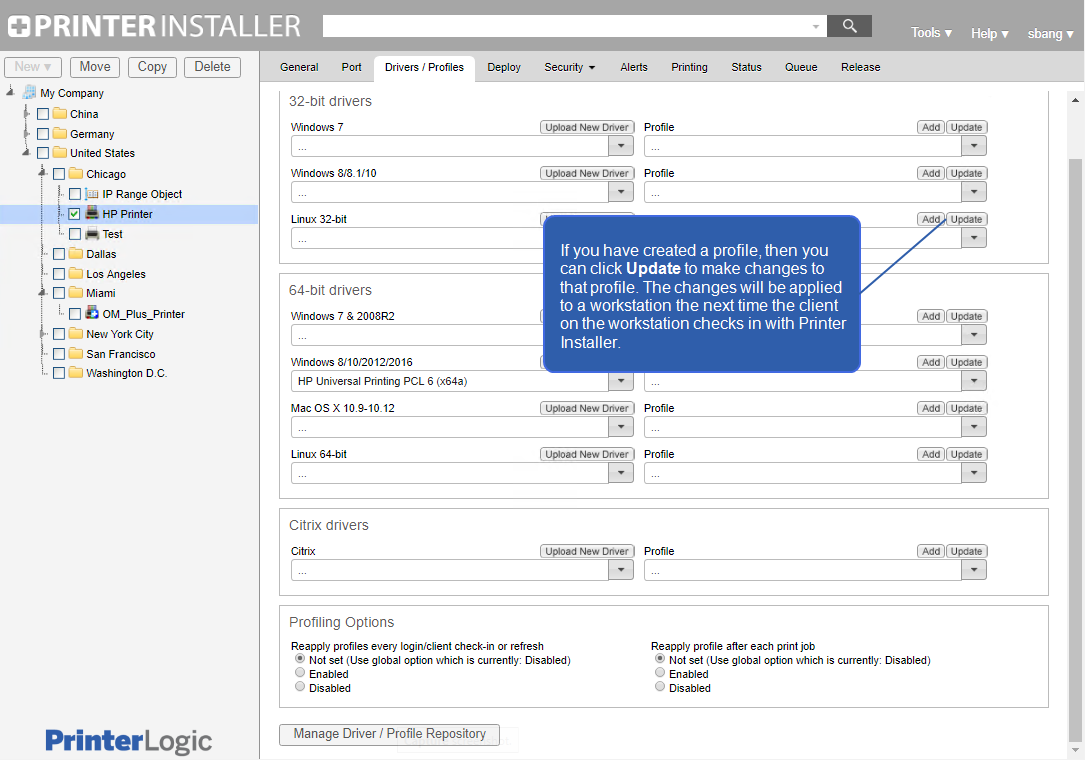 PRINTERINSTALLER
Tools ▾ Help ▾ sbang ▾
New ▾ Move Copy Delete
General Port Drivers / Profiles Deploy Security ▾ Alerts Printing Status Queue Release
My Company
China
Germany
United States
Chicago
IP Range Object
HP Printer
Test
Dallas
Los Angeles
Miami
OM_Plus_Printer
New York City
San Francisco
Washington D.C.
PrinterLogic
32-bit drivers
Windows 7 Upload New Driver Profile Add Update
... ...
Windows 8/8.1/10 Upload New Driver Profile Add Update
... ...
Linux 32-bit Add Update
...
If you have created a profile, then you
can click Update to make changes to
that profile. The changes will be applied
to a workstation the next time the client
on the workstation checks in with Printer
Installer.
64-bit drivers
Windows 7 & 2008R2 Add Update
...
Windows 8/10/2012/2016 Add Update
HP Universal Printing PCL 6 (x64a) ...
Mac OS X 10.9-10.12 Upload New Driver Profile Add Update
... ...
Linux 64-bit Upload New Driver Profile Add Update
... ...
Citrix drivers
Citrix Upload New Driver Profile Add Update
... ...
Profiling Options
Reapply profiles every login/client check-in or refresh Reapply profile after each print job
Not set (Use global option which is currently: Disabled) Not set (Use global option which is currently: Disabled)
Enabled Enabled
Disabled Disabled
Manage Driver / Profile Repository